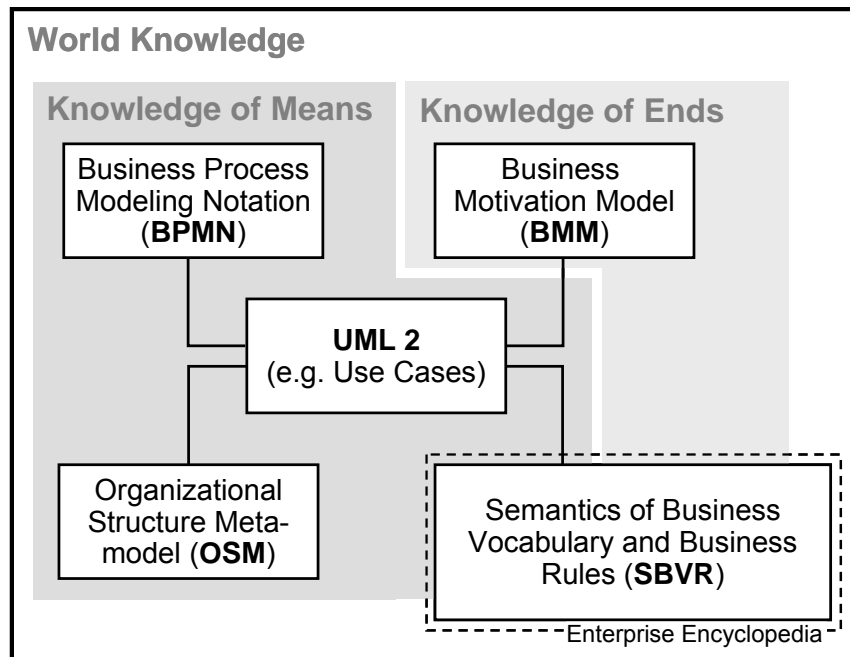 World Knowledge
Knowledge of Means
Knowledge of Ends
Business Process
Modeling Notation
(BPMN)
Business
Motivation Model
(BMM)
UML 2
(e.g. Use Cases)
Organizational
Structure Meta-
model (OSM)
Semantics of Business
Vocabulary and Business
Rules (SBVR)
Enterprise Encyclopedia